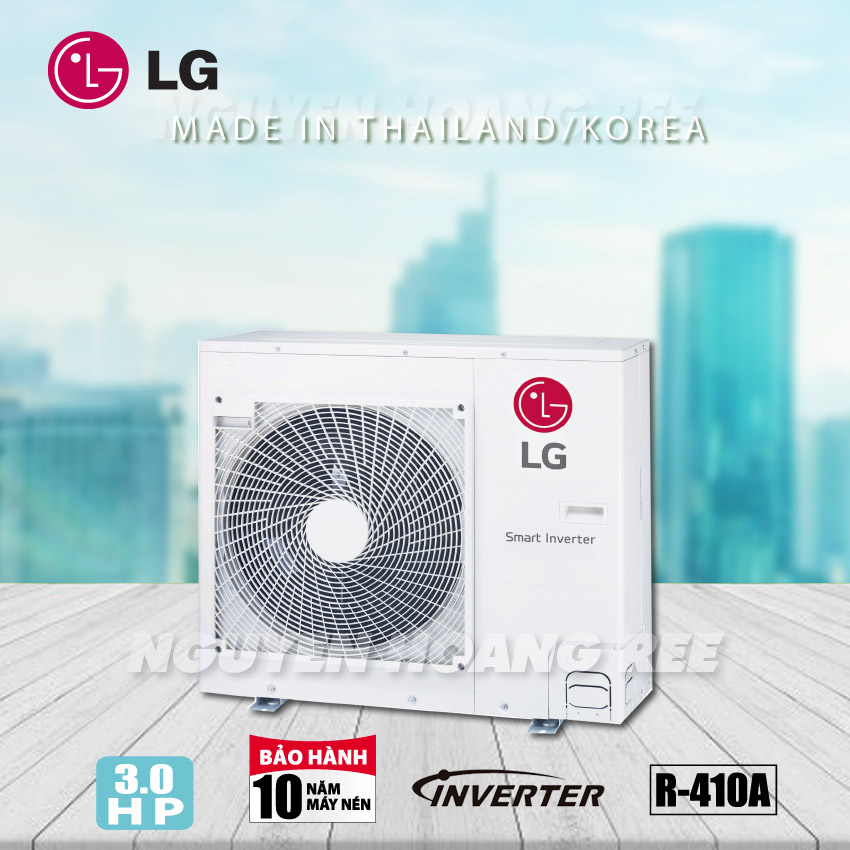 LG
NGUYEN HOANG REE
MADE IN THAILAND/KOREA
LG
Smart Inverter
NGUYEN HOANG REE
3.0
HP
BẢO HÀNH
10 NĂM
MÁY NÉN
INVERTER
R-410A